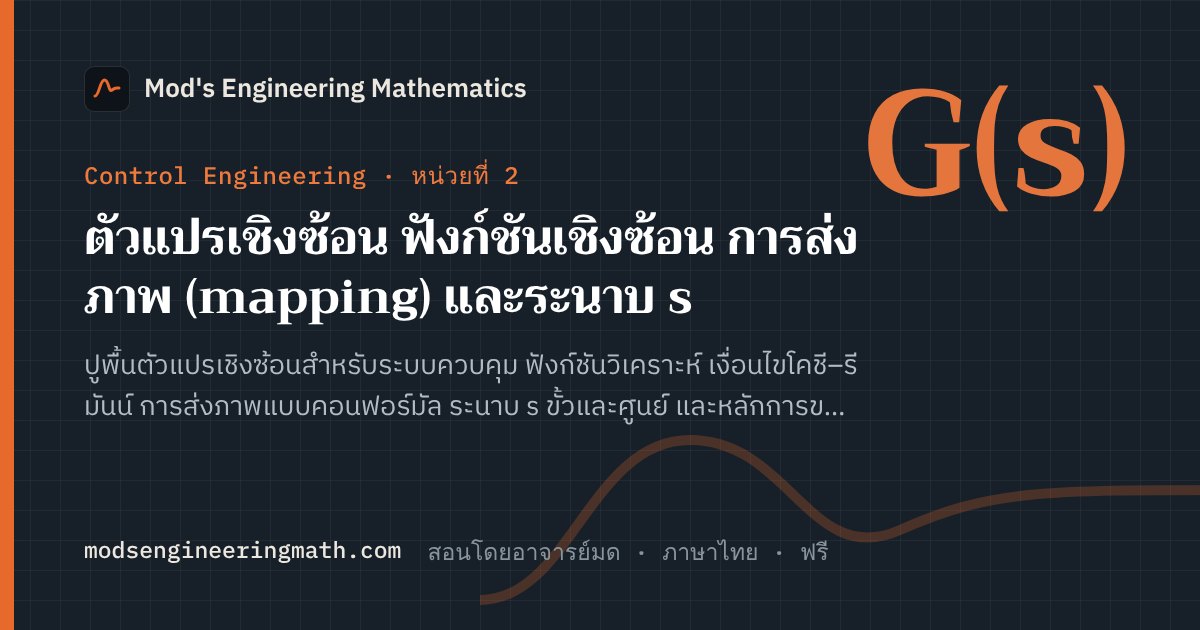 Mod's Engineering Mathematics
G(s)
Control Engineering · หน่วยที่ 2
ตัวแปรเชิงซ้อน ฟังก์ชันเชิงซ้อน การส่ง
ภาพ (mapping) และระนาบ s
ปูพื้นตัวแปรเชิงซ้อนสำหรับระบบควบคุม ฟังก์ชันวิเคราะห์ เงื่อนไขโคชี–รี
มันน์ การส่งภาพแบบคอนฟอร์มัล ระนาบ s ขั้วและศูนย์ และหลักการข…
modsengineeringmath.com สอนโดยอาจารย์มด · ภาษาไทย · ฟรี